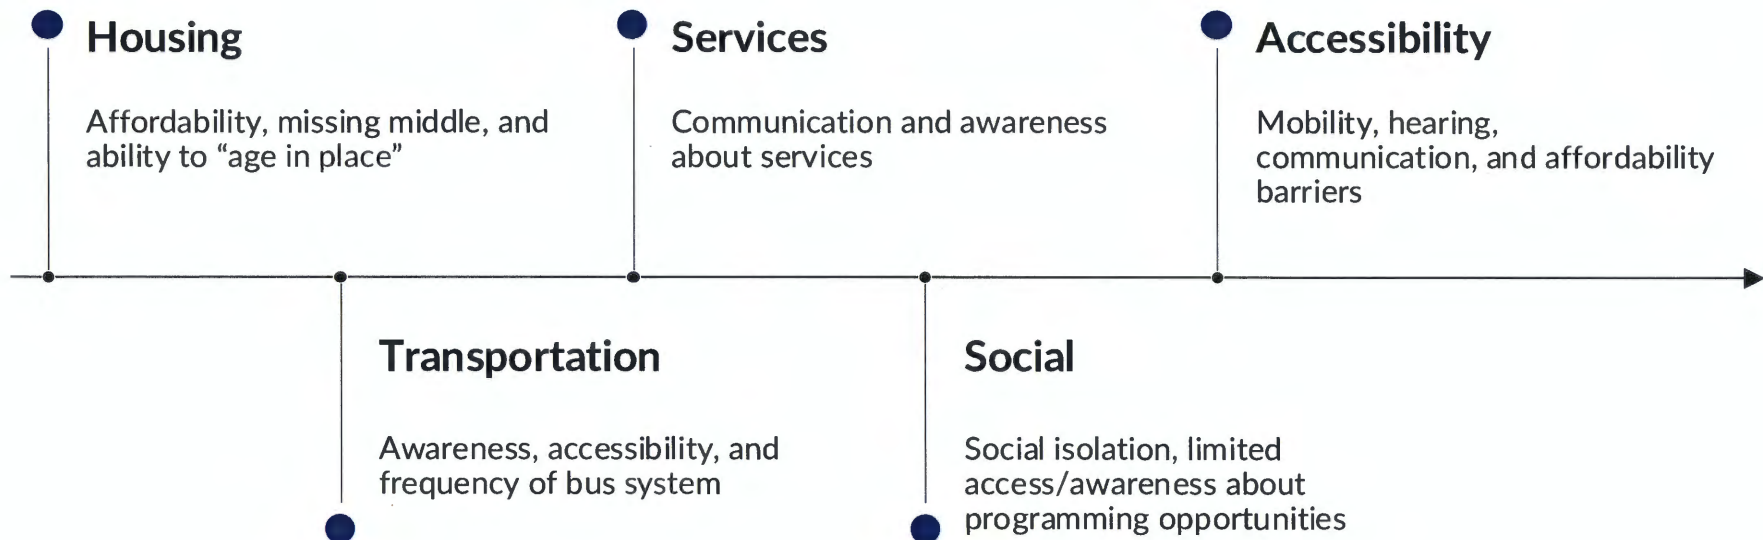 Housing
Affordability, missing middle, and
ability to “age in place”
Services
Communication and awareness
about services
Accessibility
Mobility, hearing,
communication, and affordability
barriers
Transportation
Awareness, accessibility, and
frequency of bus system
Social
Social isolation, limited
access/awareness about
programming opportunities